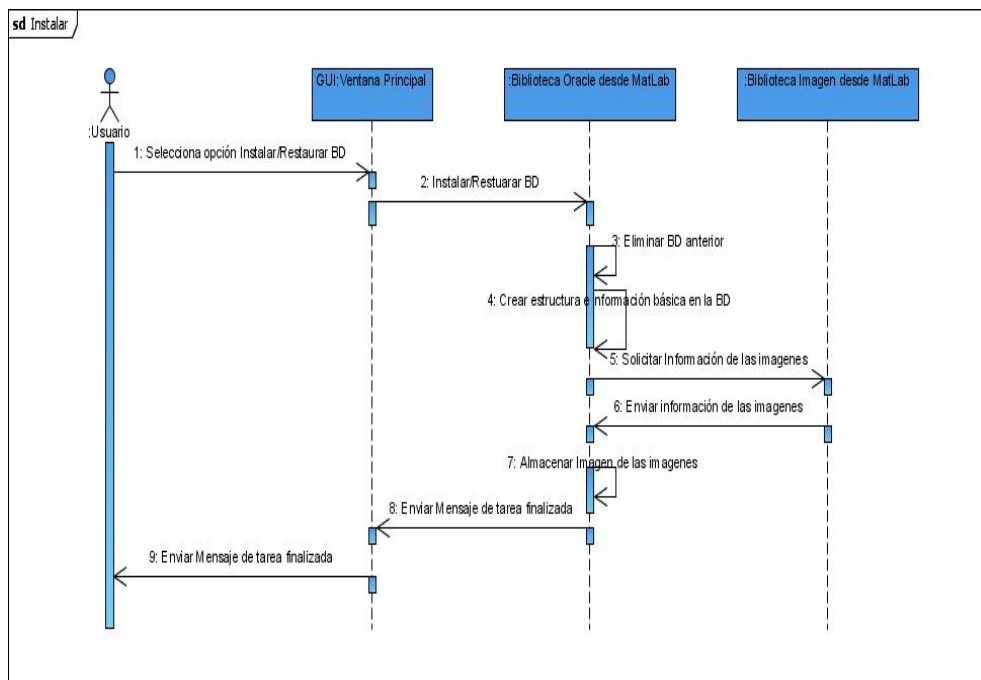 sd Instalar
GUI:Ventana Principal
:Biblioteca Oracle desde MatLab
:Biblioteca Imagen desde MatLab
:Usuario
1: Selecciona opción Instalar/Restaurar BD
2: Instalar/Restuarar BD
3: Eliminar BD anterior
4: Crear estructura e información básica en la BD
5: Solicitar Información de las imagenes
6: Enviar información de las imagenes
7: Almacenar Imagen de las imagenes
8: Enviar Mensaje de tarea finalizada
9: Enviar Mensaje de tarea finalizada